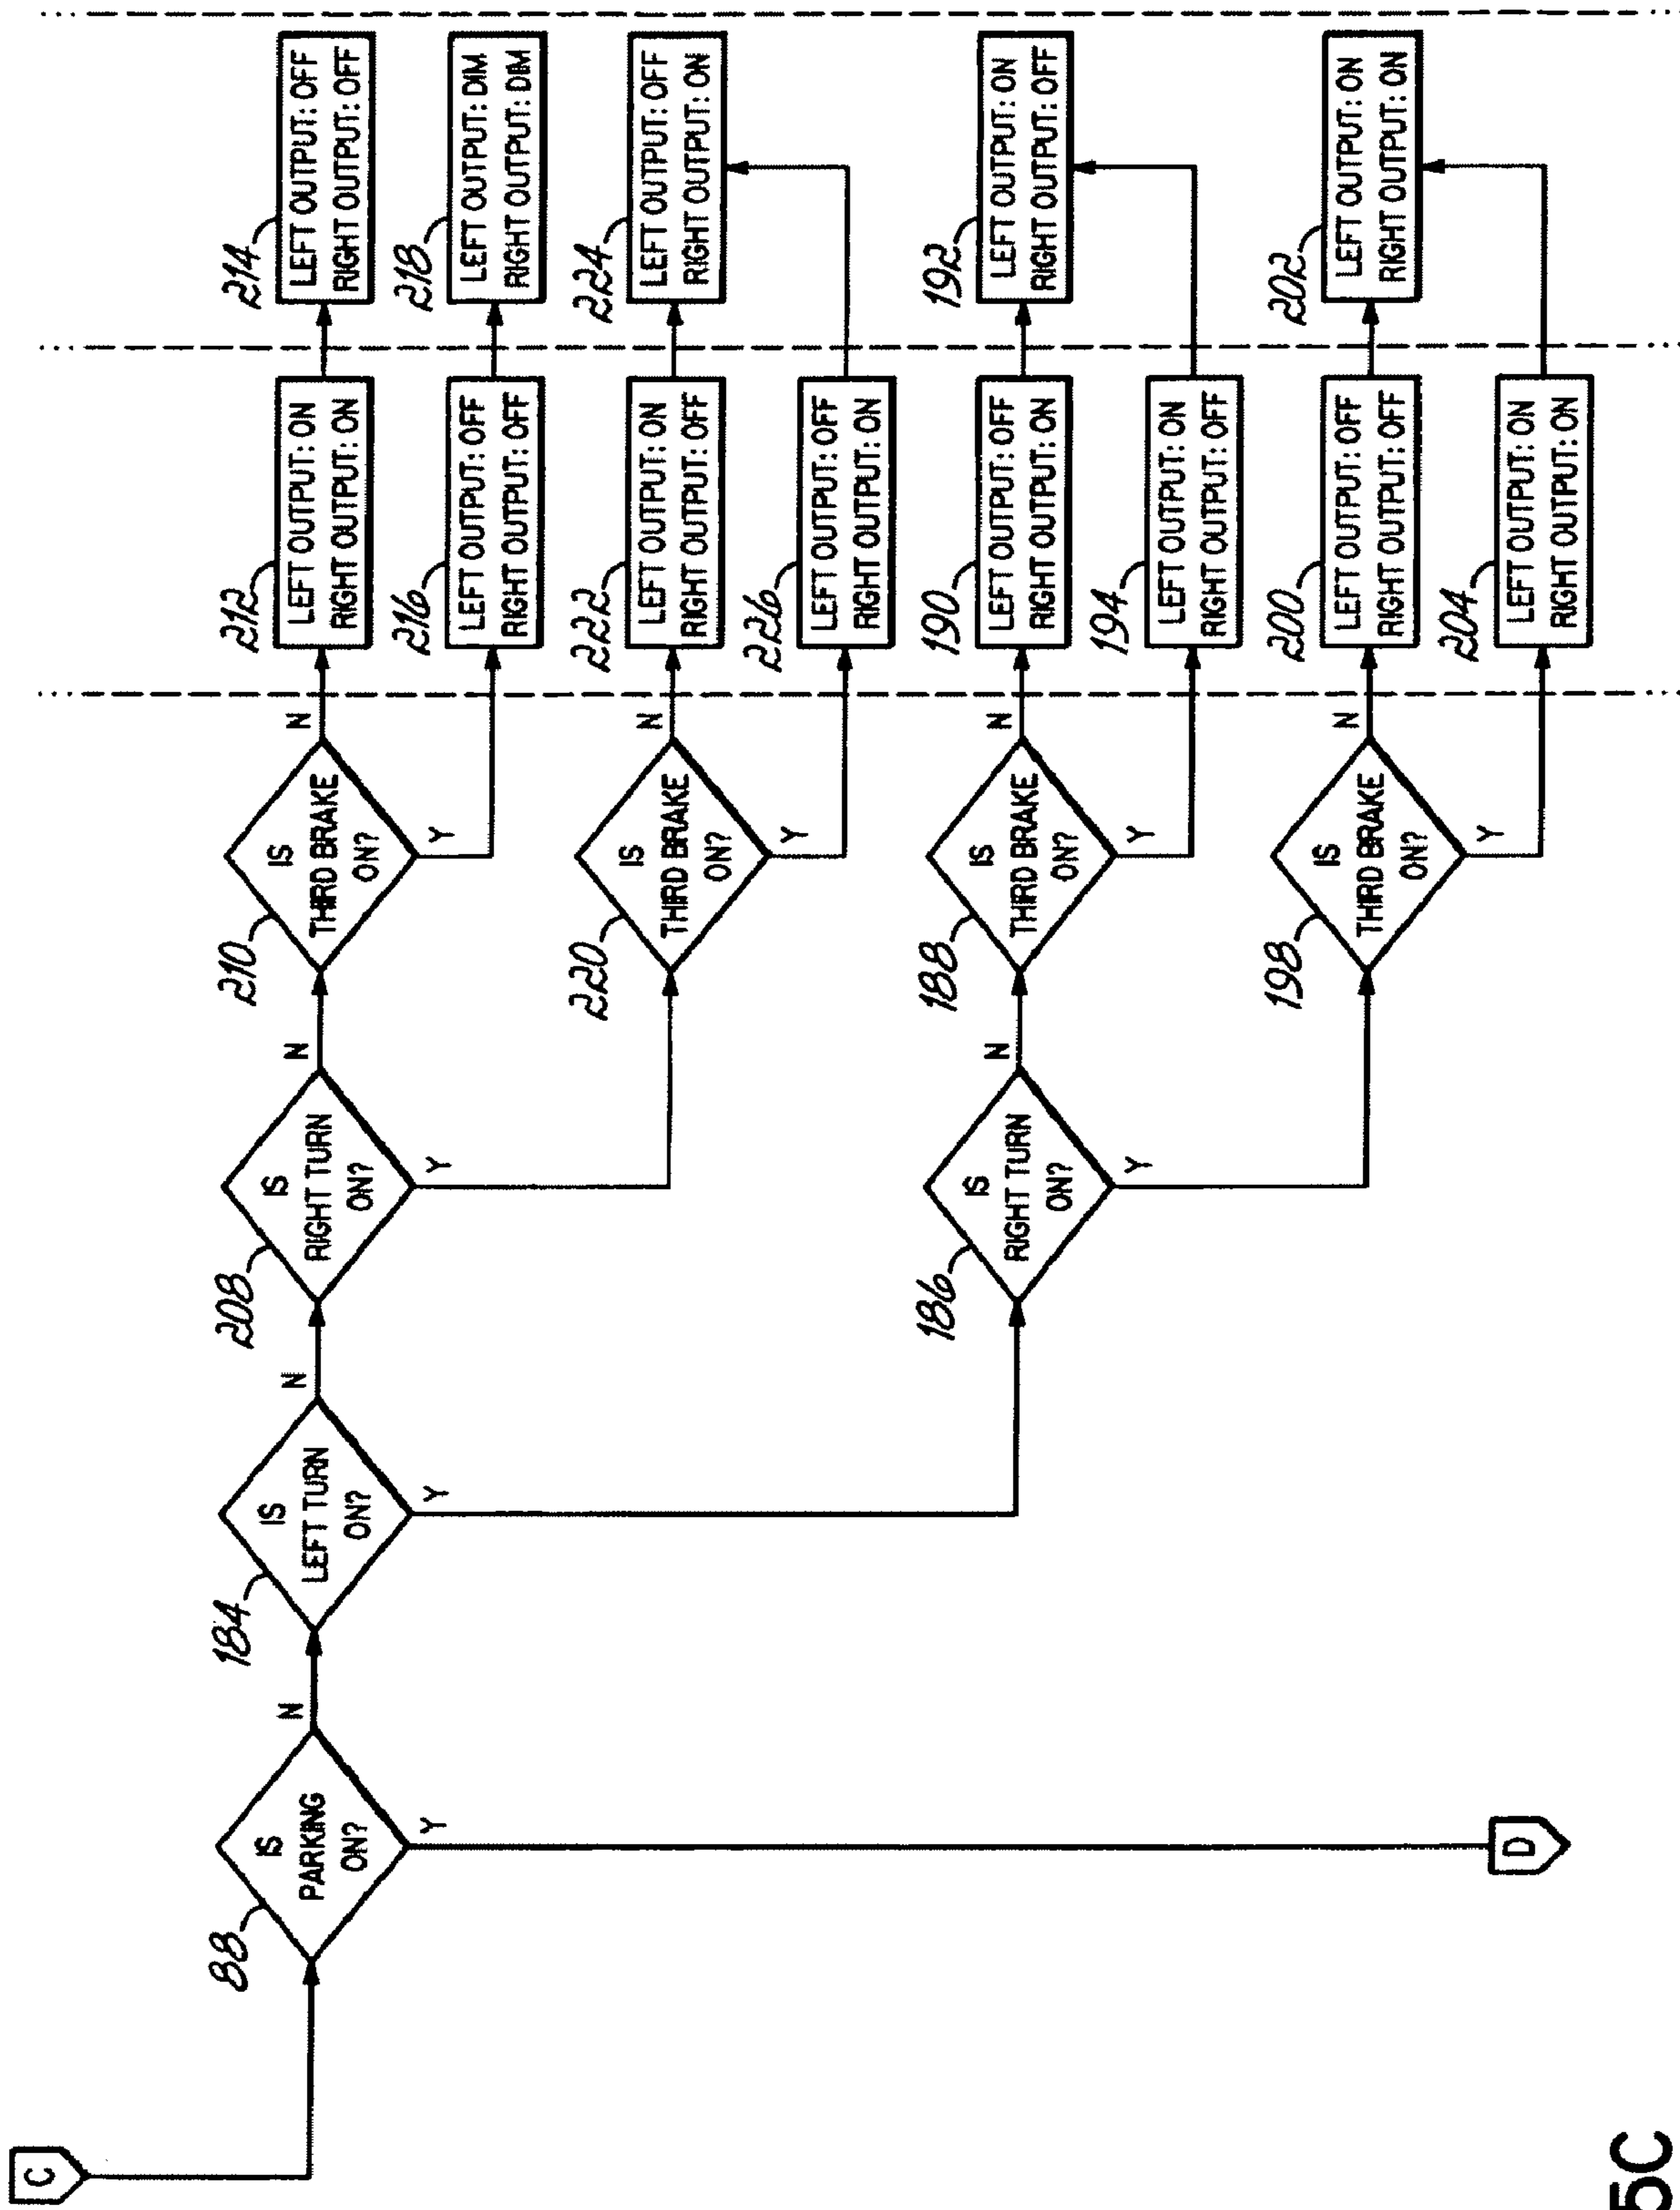 C
88
IS
PARKING
ON?
N
Y
D
184
IS
LEFT TURN
ON?
N
Y
208
IS
RIGHT TURN
ON?
N
Y
186
IS
RIGHT TURN
ON?
N
Y
210
IS
THIRD BRAKE
ON?
N
Y
220
IS
THIRD BRAKE
ON?
N
Y
188
IS
THIRD BRAKE
ON?
N
Y
198
IS
THIRD BRAKE
ON?
N
Y
212
LEFT OUTPUT: ON
RIGHT OUTPUT: ON
216
LEFT OUTPUT: OFF
RIGHT OUTPUT: OFF
222
LEFT OUTPUT: ON
RIGHT OUTPUT: OFF
226
LEFT OUTPUT: OFF
RIGHT OUTPUT: ON
190
LEFT OUTPUT: OFF
RIGHT OUTPUT: ON
194
LEFT OUTPUT: ON
RIGHT OUTPUT: OFF
200
LEFT OUTPUT: OFF
RIGHT OUTPUT: OFF
204
LEFT OUTPUT: ON
RIGHT OUTPUT: ON
214
LEFT OUTPUT: OFF
RIGHT OUTPUT: OFF
218
LEFT OUTPUT: DIM
RIGHT OUTPUT: DIM
224
LEFT OUTPUT: OFF
RIGHT OUTPUT: ON
192
LEFT OUTPUT: ON
RIGHT OUTPUT: OFF
202
LEFT OUTPUT: ON
RIGHT OUTPUT: ON
5C